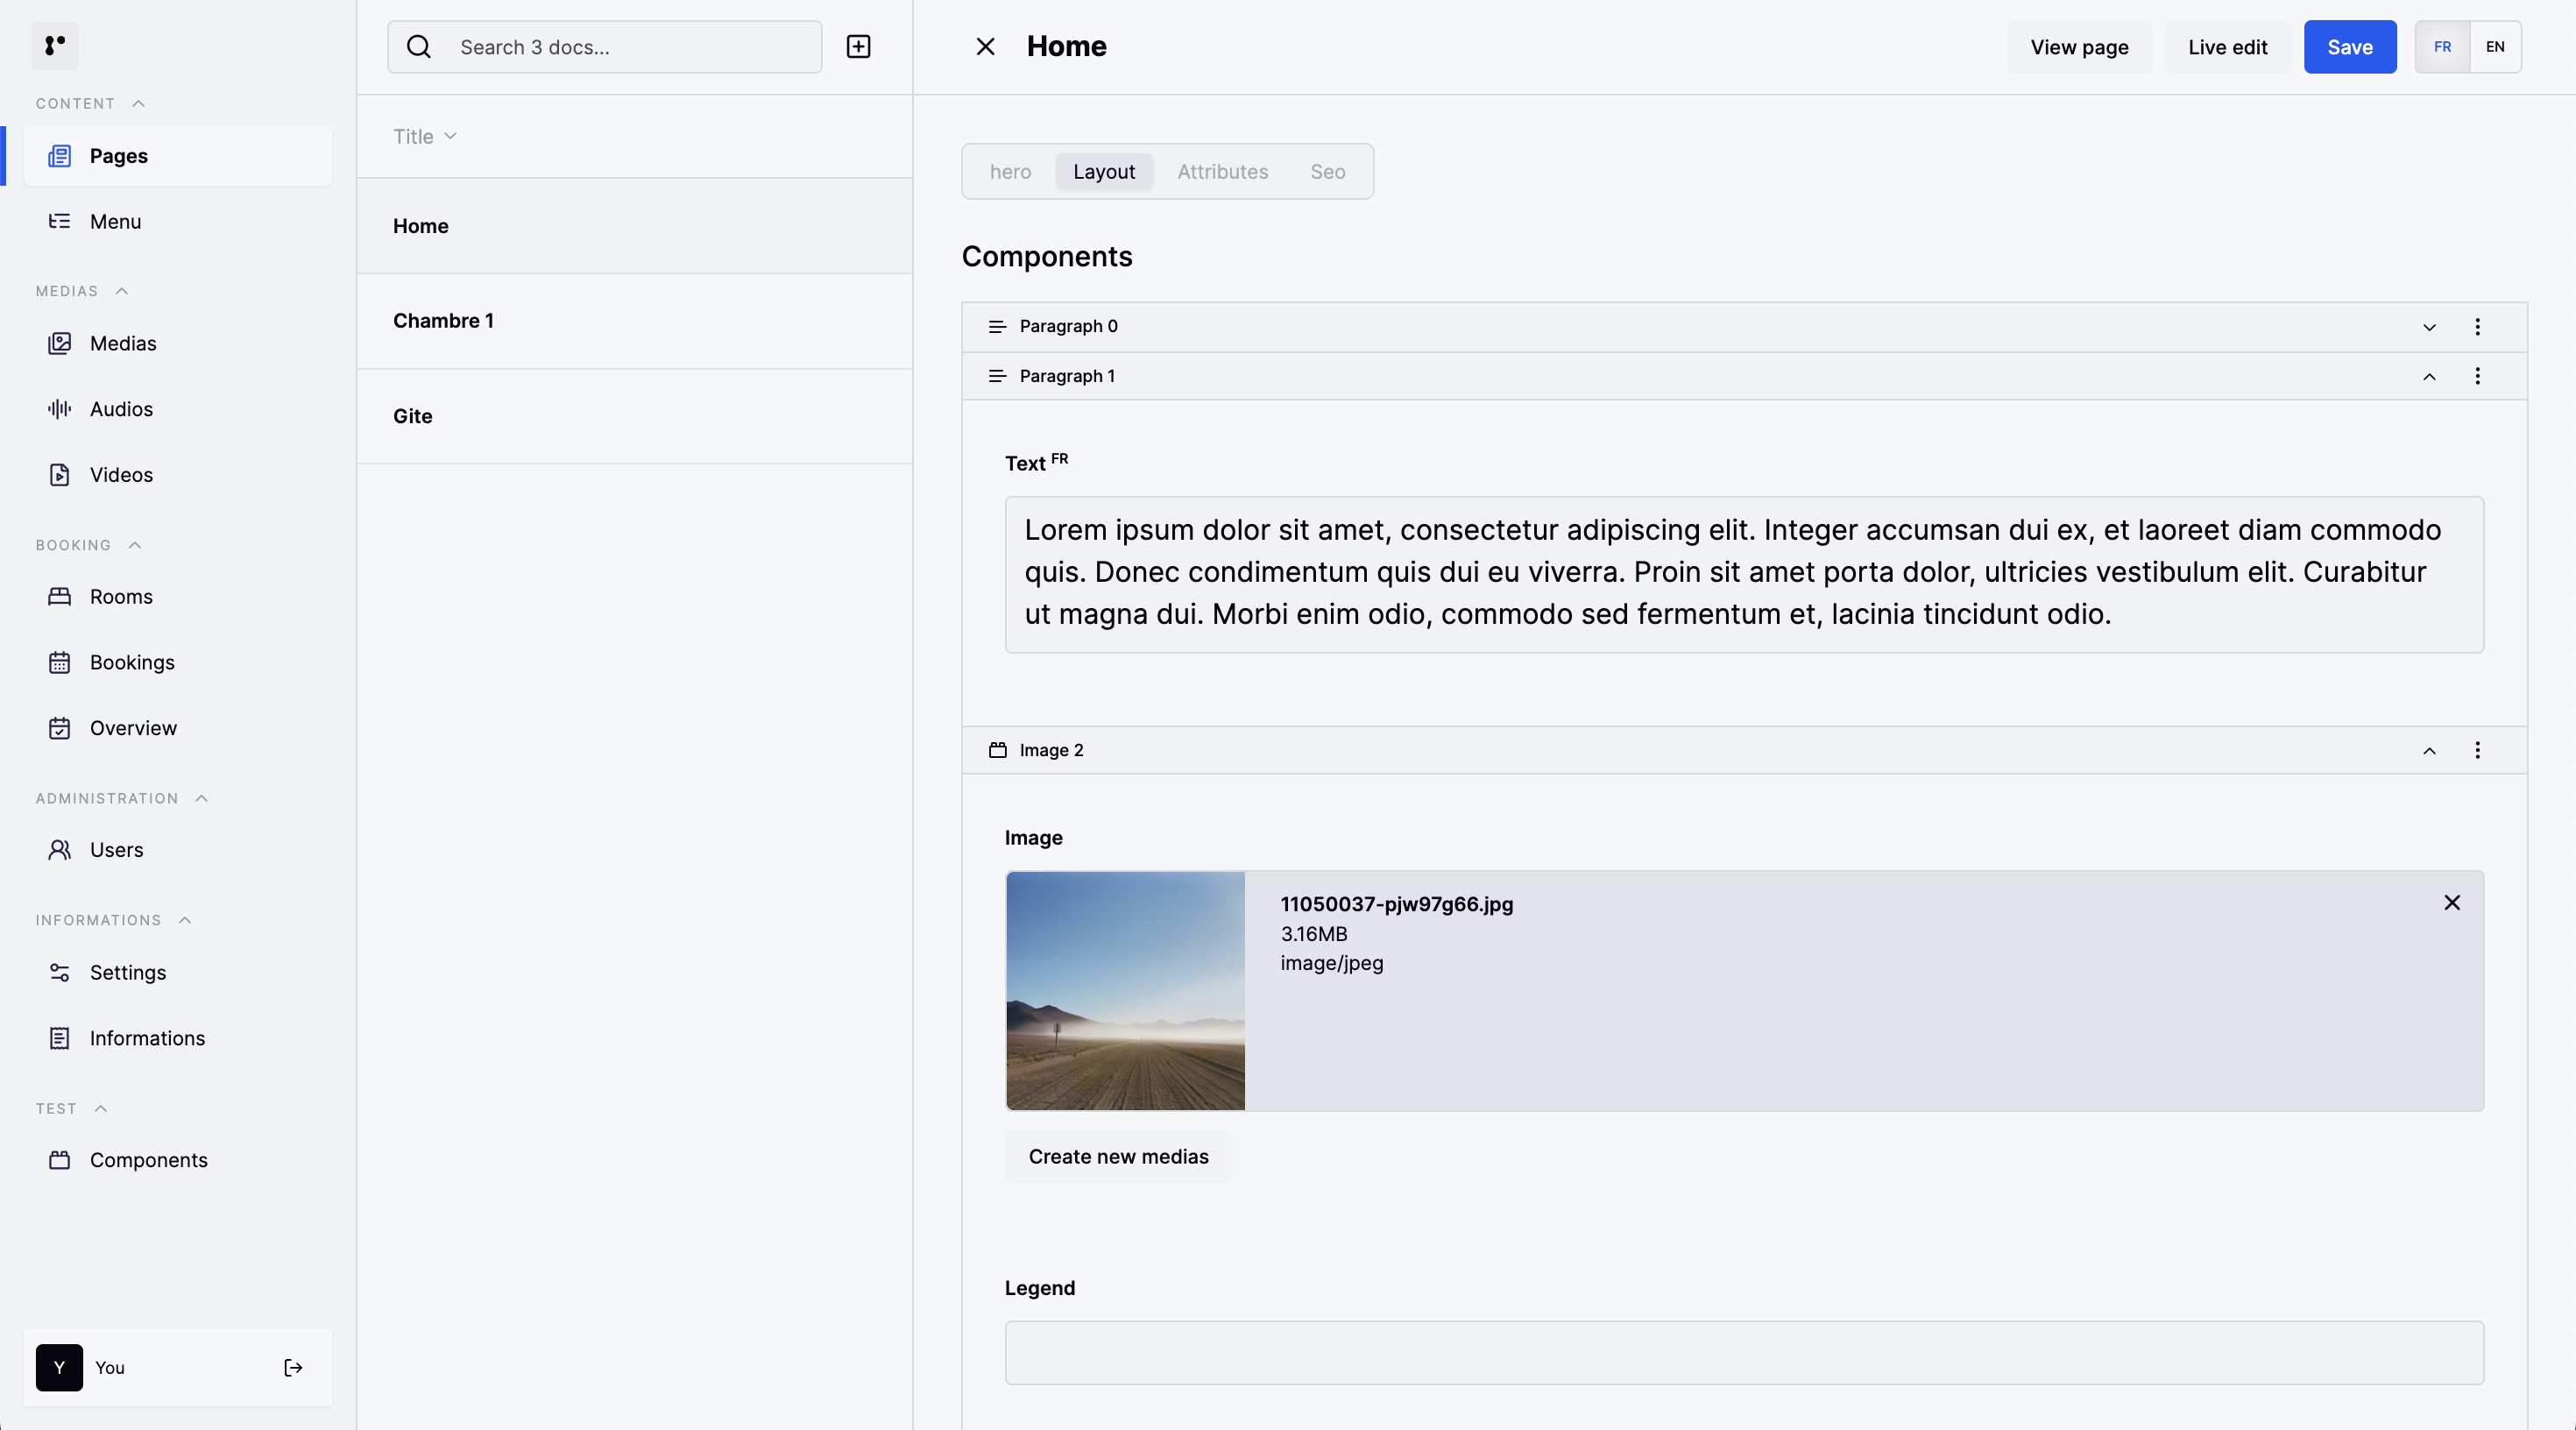 CONTENT
Pages
Menu
MEDIAS
Medias
Audios
Videos
BOOKING
Rooms
Bookings
Overview
ADMINISTRATION
Users
INFORMATIONS
Settings
Informations
TEST
Components
Y You
Search 3 docs...
Title
Home
Chambre 1
Gite
Home
View page
Live edit
Save
FR EN
hero Layout Attributes Seo
Components
Paragraph 0
Paragraph 1
Text FR
Lorem ipsum dolor sit amet, consectetur adipiscing elit. Integer accumsan dui ex, et laoreet diam commodo
quis. Donec condimentum quis dui eu viverra. Proin sit amet porta dolor, ultricies vestibulum elit. Curabitur
ut magna dui. Morbi enim odio, commodo sed fermentum et, lacinia tincidunt odio.
Image 2
Image
11050037-pjw97g66.jpg
3.16MB
image/jpeg
Create new medias
Legend